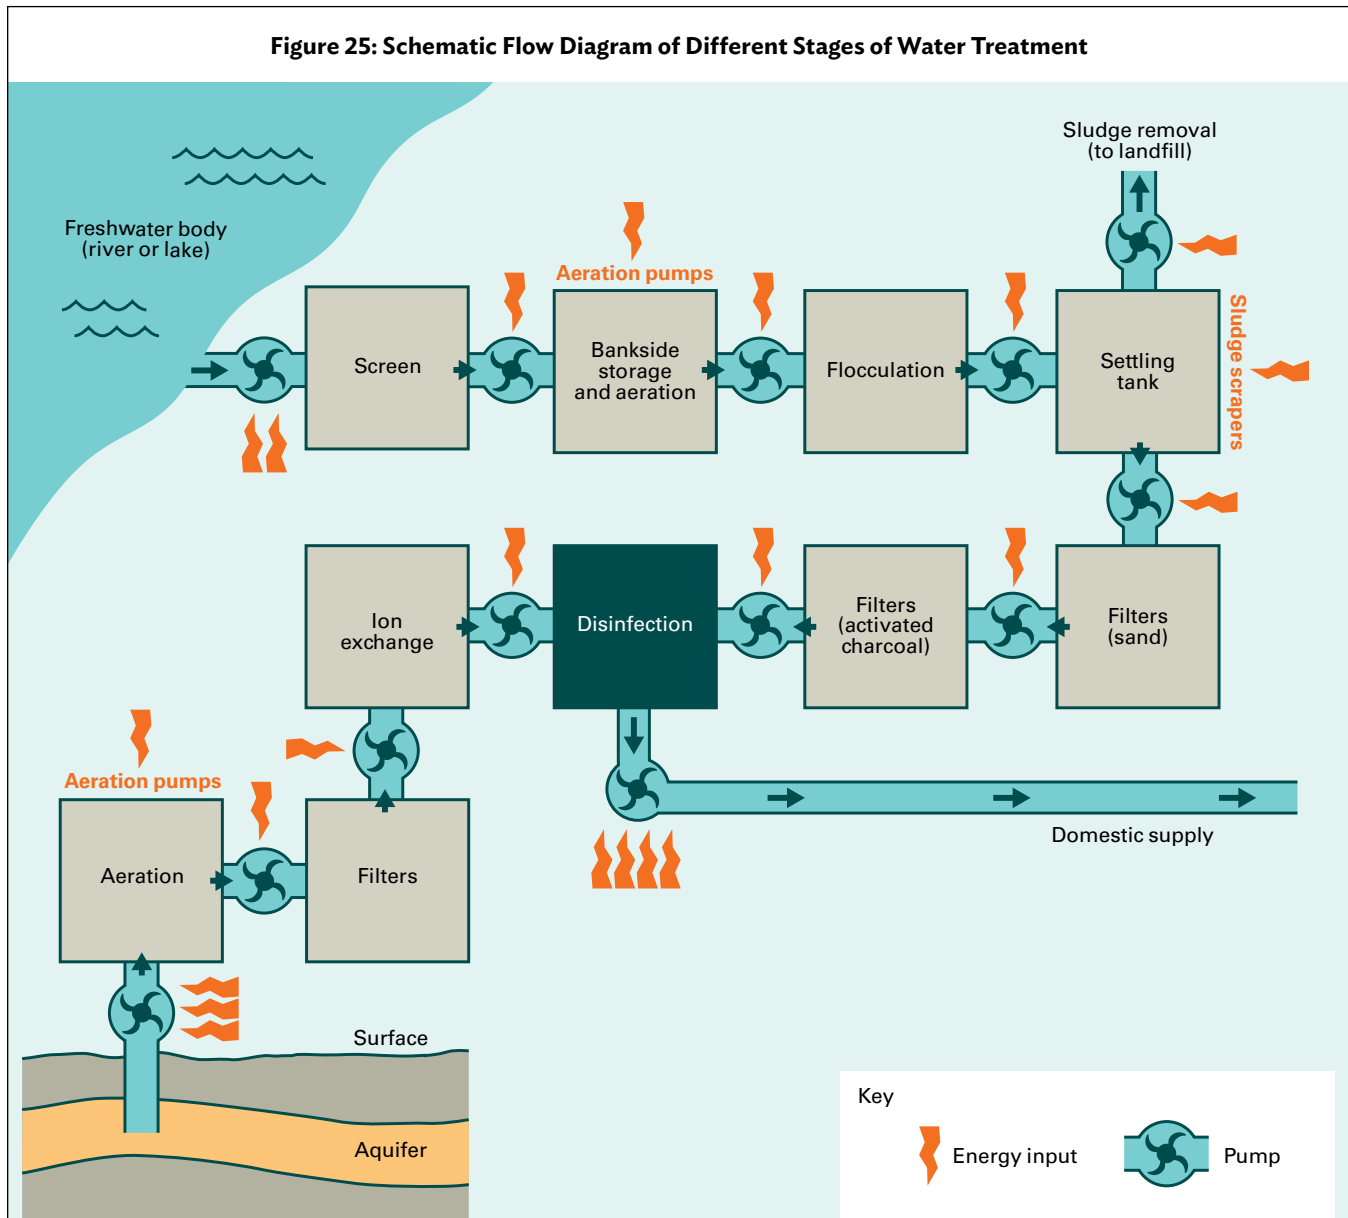 Figure 25: Schematic Flow Diagram of Different Stages of Water Treatment
Sludge removal
(to landfill)
Freshwater body
(river or lake)
Aeration pumps
Screen
Bankside
storage
and aeration
Flocculation
Settling
tank
Sludge scrapers
Ion
exchange
Disinfection
Filters
(activated
charcoal)
Filters
(sand)
Aeration pumps
Aeration
Filters
Domestic supply
Surface
Aquifer
Key
Energy input
Pump